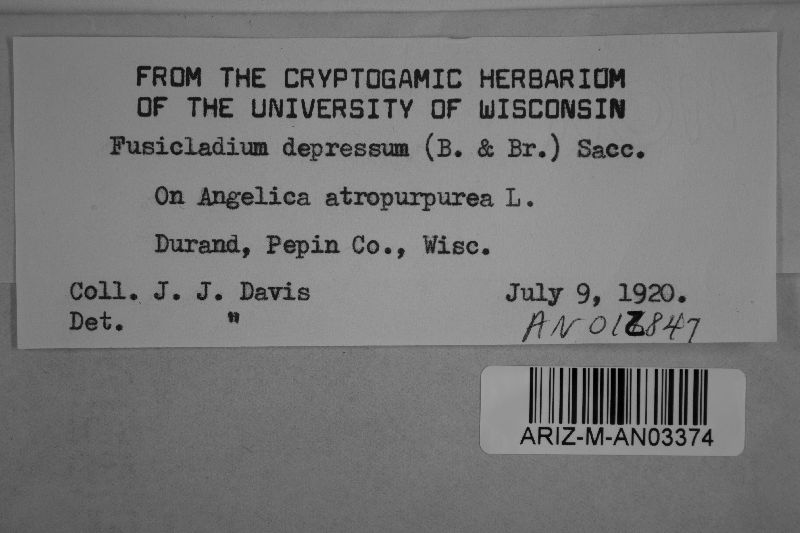 FROM THE CRYPTOGAMIC HERBARIUM
OF THE UNIVERSITY OF WISCONSIN
Fusicladium depressum (B. & Br.) Sacc.
On Angelica atropurpurea L.
Durand, Pepin Co., Wisc.
Coll. J. J. Davis July 9, 1920.
Det. "
ARIZ-M-AN03374